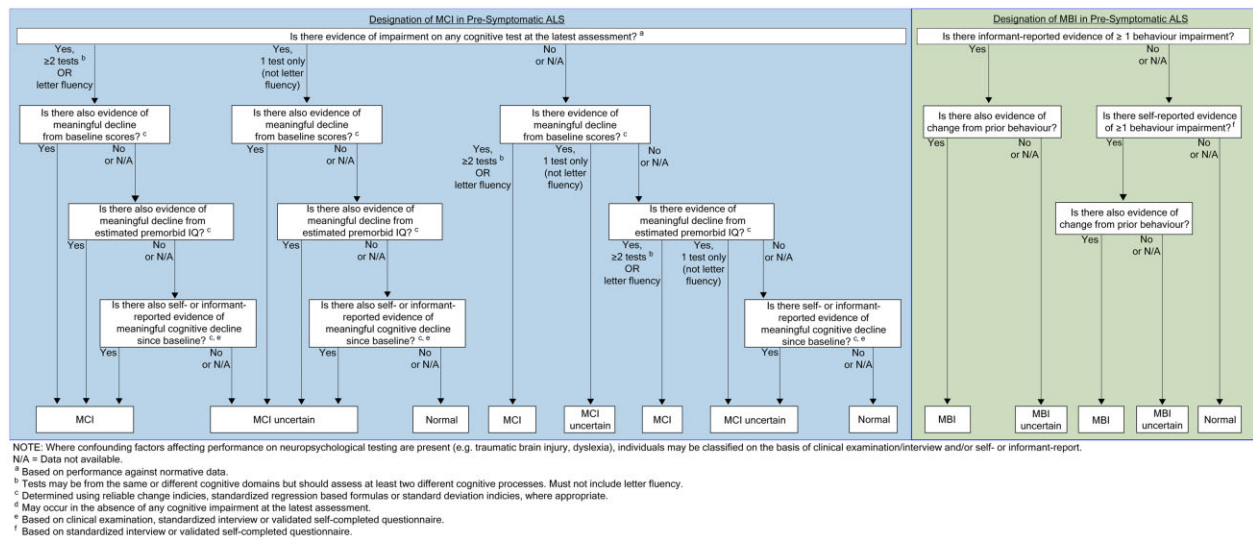 Designation of MCI in Pre-Symptomatic ALS
Is there evidence of impairment on any cognitive test at the latest assessment? a
Yes,
≥2 tests b
OR
letter fluency
Yes,
1 test only
(not letter
fluency)
No
or N/A
Is there also evidence of
meaningful decline
from baseline scores? c
Is there also evidence of
meaningful decline
from baseline scores? c
Is there evidence of
meaningful decline
from baseline scores? c
Yes
No
or N/A
Yes
No
or N/A
Yes,
≥2 tests b
OR
letter fluency
Yes,
1 test only
(not letter
fluency)
No
or N/A
Is there also evidence of
meaningful decline from
estimated premorbid IQ? c
Is there also evidence of
meaningful decline from
estimated premorbid IQ? c
Is there evidence of
meaningful decline from
estimated premorbid IQ? c
Yes
No
or N/A
Yes
No
or N/A
Yes,
≥2 tests b
OR
letter fluency
Yes,
1 test only
(not letter
fluency)
No
or N/A
Is there also self- or informant-
reported evidence of
meaningful cognitive decline
since baseline? c, e
Is there also self- or informant-
reported evidence of
meaningful cognitive decline
since baseline? c, e
Is there self- or informant-
reported evidence of
meaningful cognitive decline
since baseline? c, e
Yes
No
or N/A
Yes
No
or N/A
Yes
No
or N/A
MCI
MCI uncertain
Normal
MCI
MCI
uncertain
MCI
MCI uncertain
Normal
Designation of MBI in Pre-Symptomatic ALS
Is there informant-reported evidence of ≥ 1 behaviour impairment?
Yes
No
or N/A
Is there also evidence of
change from prior behaviour?
Is there self-reported evidence
of ≥1 behaviour impairment? f
Yes
No
or N/A
Yes
No
or N/A
Is there also evidence of
change from prior behaviour?
Yes
No
or N/A
MBI
MBI
uncertain
MBI
MBI
uncertain
Normal
NOTE: Where confounding factors affecting performance on neuropsychological testing are present (e.g. traumatic brain injury, dyslexia), individuals may be classified on the basis of clinical examination/interview and/or self- or informant-report.
N/A = Data not available.
a Based on performance against normative data.
b Tests may be from the same or different cognitive domains but should assess at least two different cognitive processes. Must not include letter fluency.
c Determined using reliable change indicies, standardized regression based formulas or standard deviation indicies, where appropriate.
d May occur in the absence of any cognitive impairment at the latest assessment.
e Based on clinical examination, standardized interview or validated self-completed questionnaire.
f Based on standardized interview or validated self-completed questionnaire.